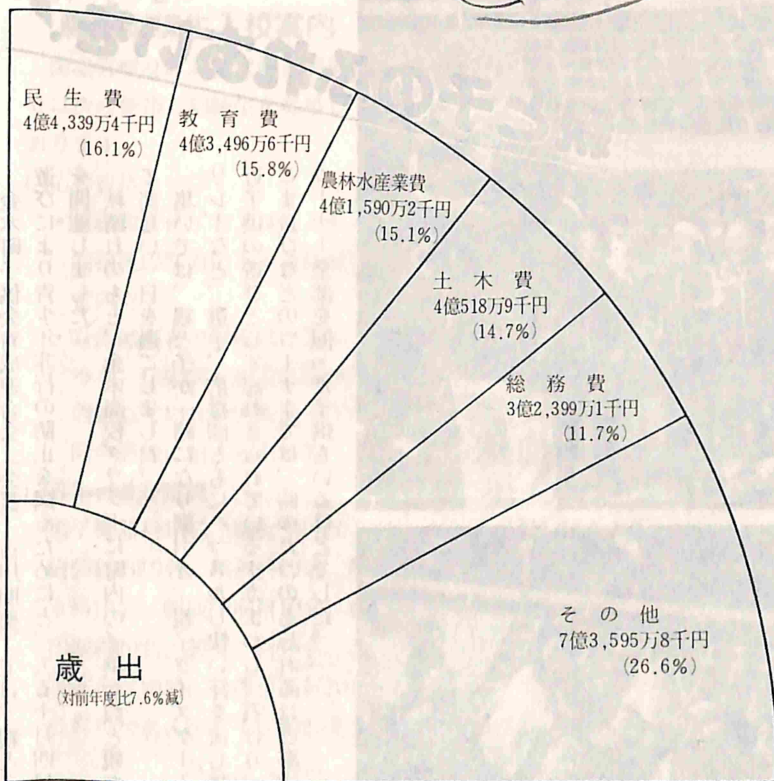 民生費
4億4,339万4千円
(16.1%)
教育費
4億3,496万6千円
(15.8%)
農林水産業費
4億1,590万2千円
(15.1%)
土木費
4億518万9千円
(14.7%)
総務費
3億2,399万1千円
(11.7%)
その他
7億3,595万8千円
(26.6%)
歳出
(対前年度比7.6%減)